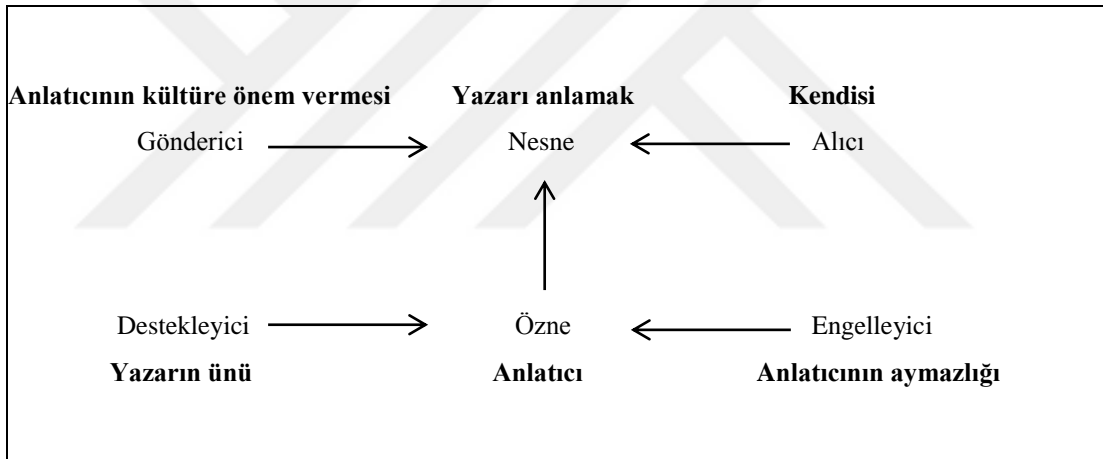 Anlatıcının kültüre önem vermesi Yazarı anlamak Kendisi
Gönderici Nesne Alıcı
Destekleyici Özne Engelleyici
Yazarın ünü Anlatıcı Anlatıcının aymazlığı